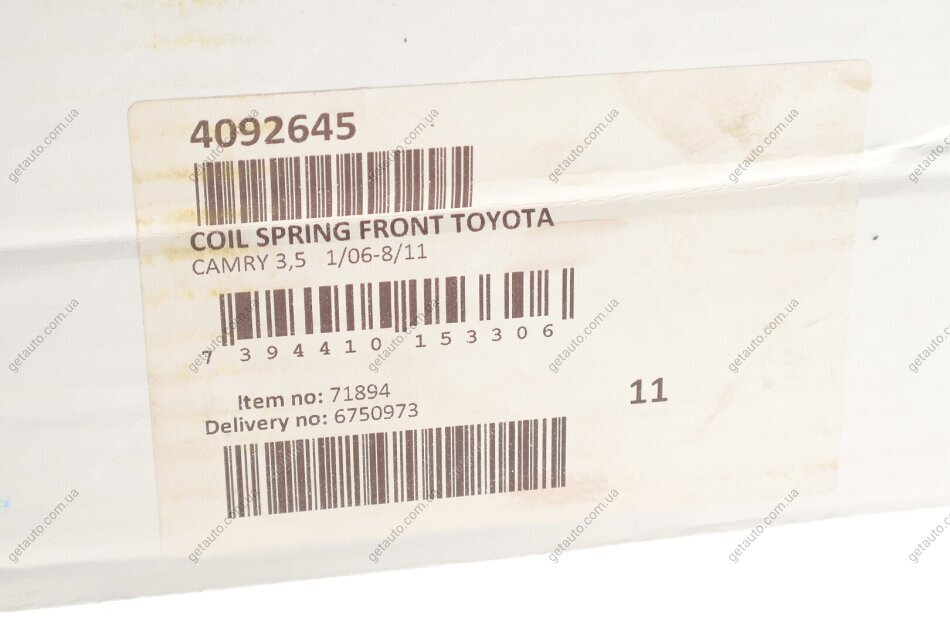 4092645
COIL SPRING FRONT TOYOTA
CAMRY 3,5 1/06-8/11
7 394410 153306
Item no: 71894
Delivery no: 6750973
11
getauto.com.ua